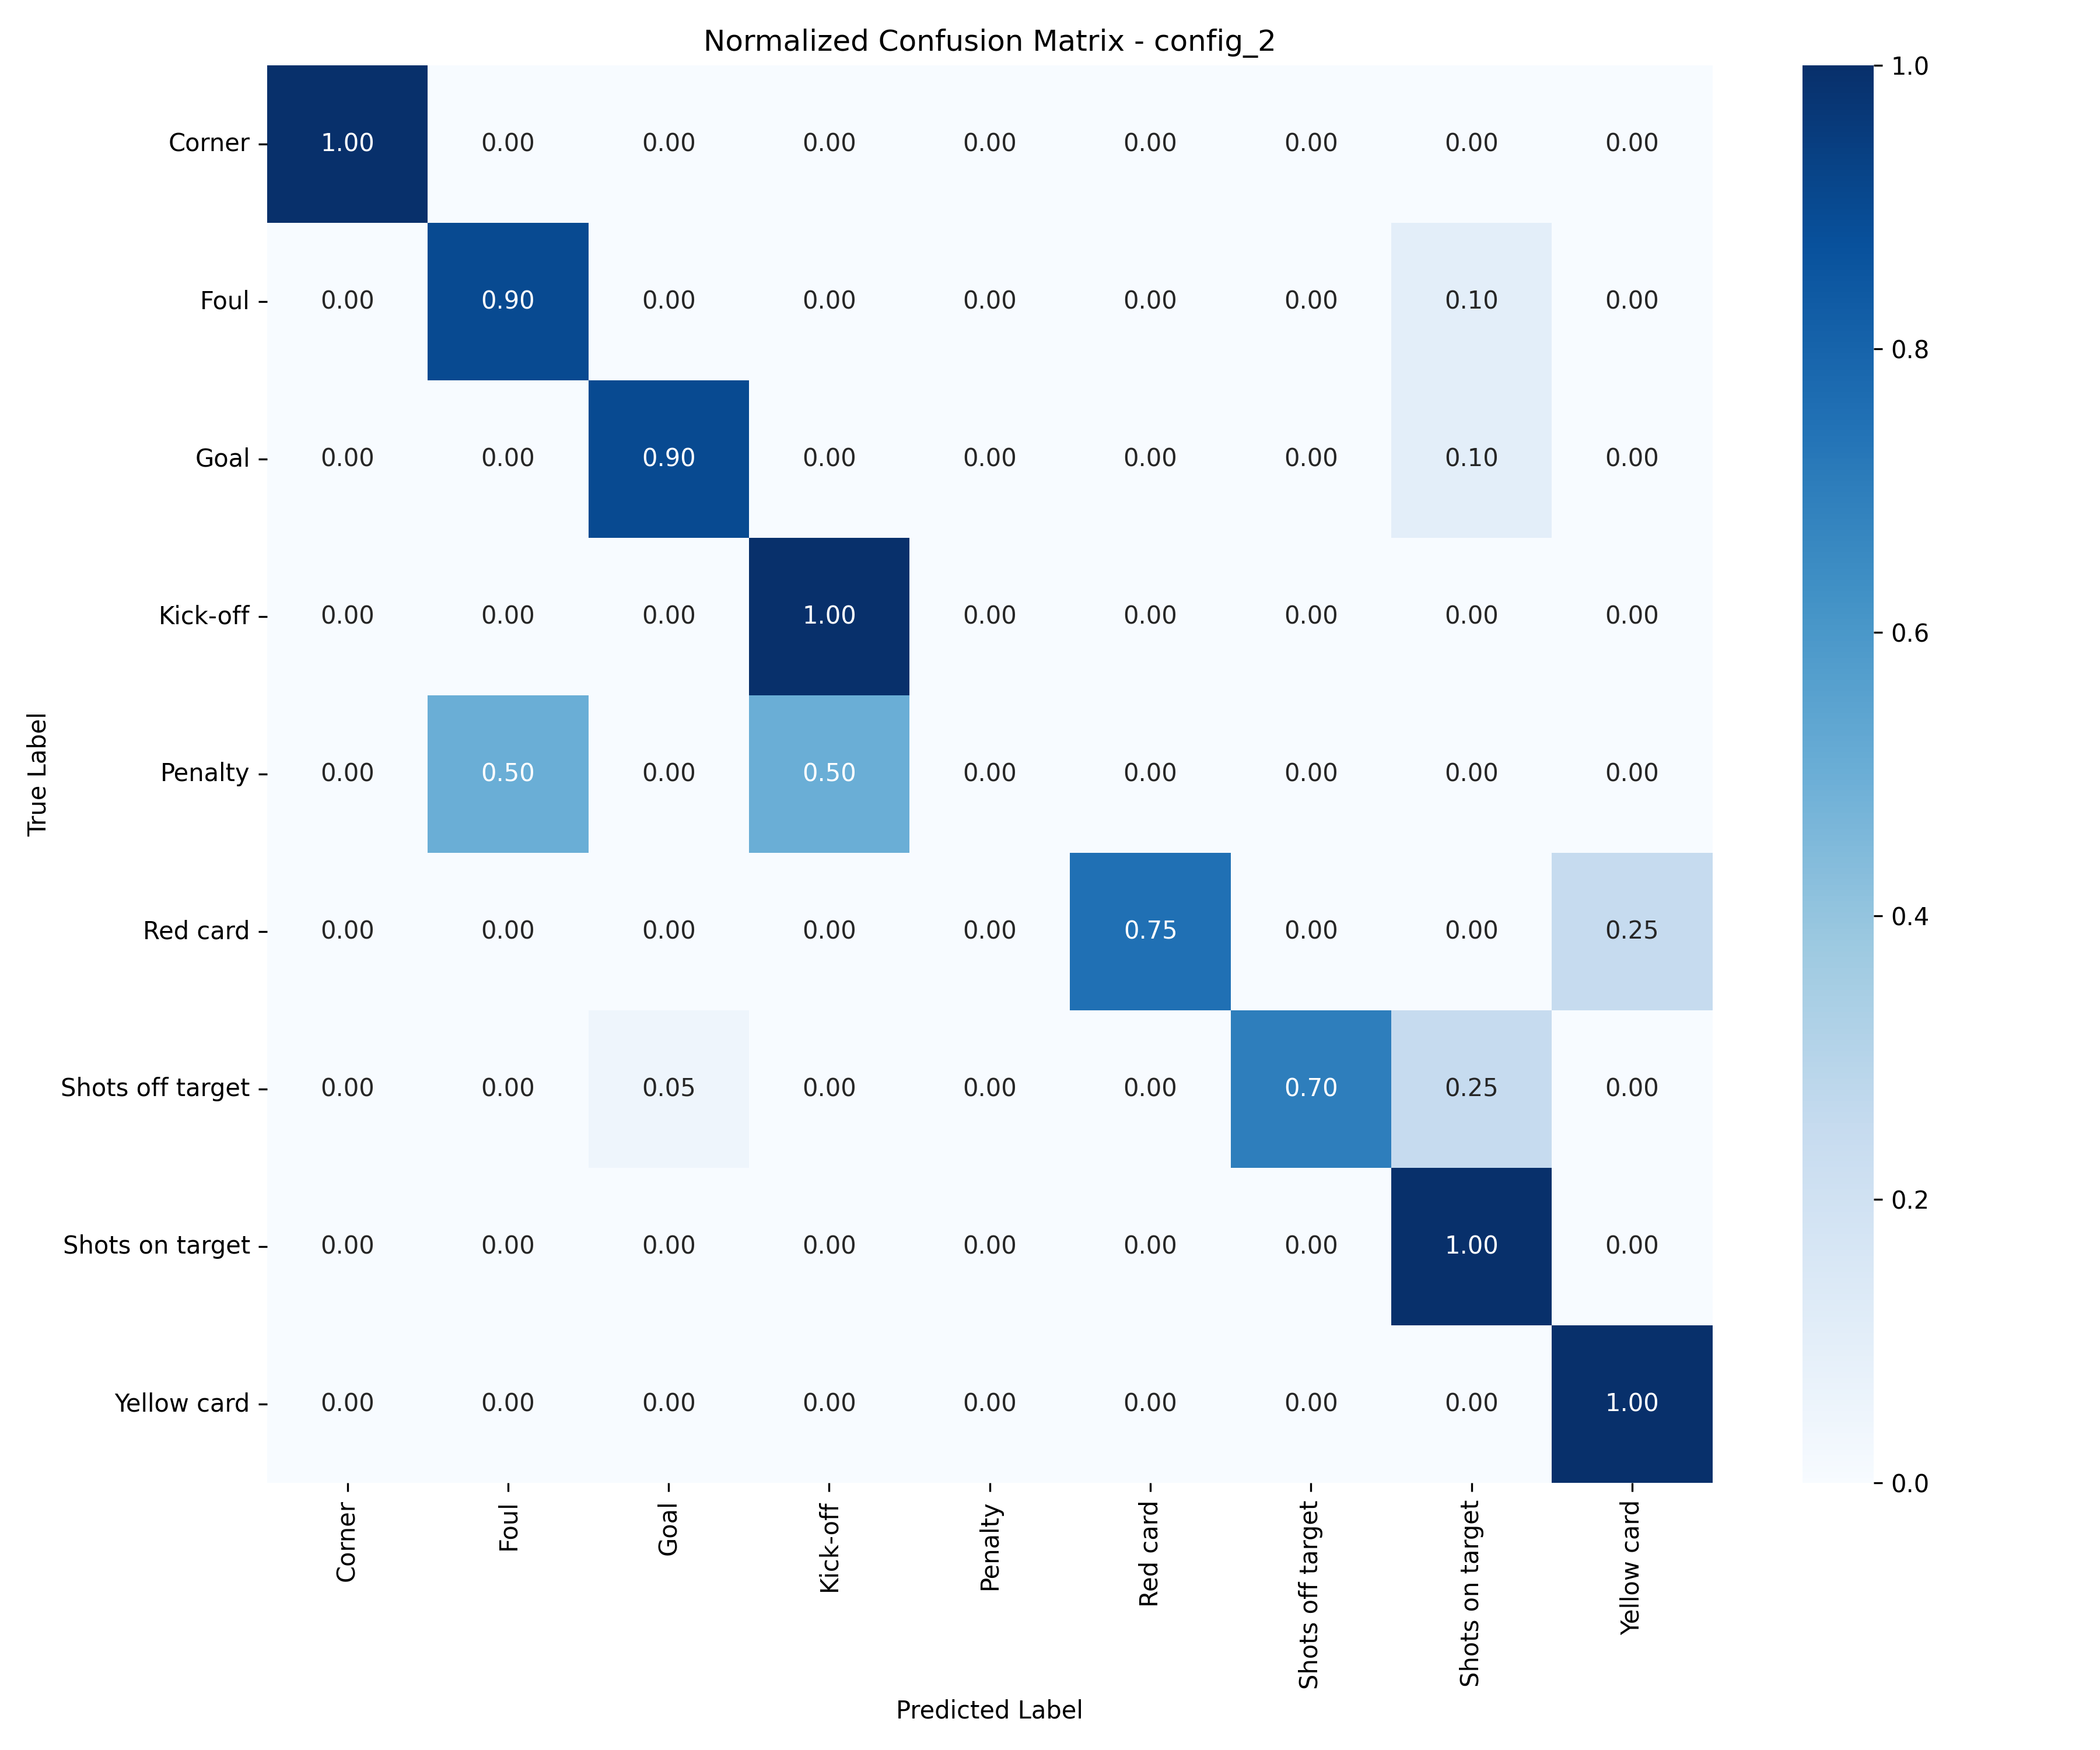 Normalized Confusion Matrix - config_2
Corner 1.00 0.00 0.00 0.00 0.00 0.00 0.00 0.00 0.00
Foul 0.00 0.90 0.00 0.00 0.00 0.00 0.00 0.10 0.00
Goal 0.00 0.00 0.90 0.00 0.00 0.00 0.00 0.10 0.00
Kick-off 0.00 0.00 0.00 1.00 0.00 0.00 0.00 0.00 0.00
Penalty 0.00 0.50 0.00 0.50 0.00 0.00 0.00 0.00 0.00
Red card 0.00 0.00 0.00 0.00 0.00 0.75 0.00 0.00 0.25
Shots off target 0.00 0.00 0.05 0.00 0.00 0.00 0.70 0.25 0.00
Shots on target 0.00 0.00 0.00 0.00 0.00 0.00 0.00 1.00 0.00
Yellow card 0.00 0.00 0.00 0.00 0.00 0.00 0.00 0.00 1.00
True Label
Corner
Foul
Goal
Kick-off
Penalty
Red card
Shots off target
Shots on target
Yellow card
Predicted Label
1.0
0.8
0.6
0.4
0.2
0.0